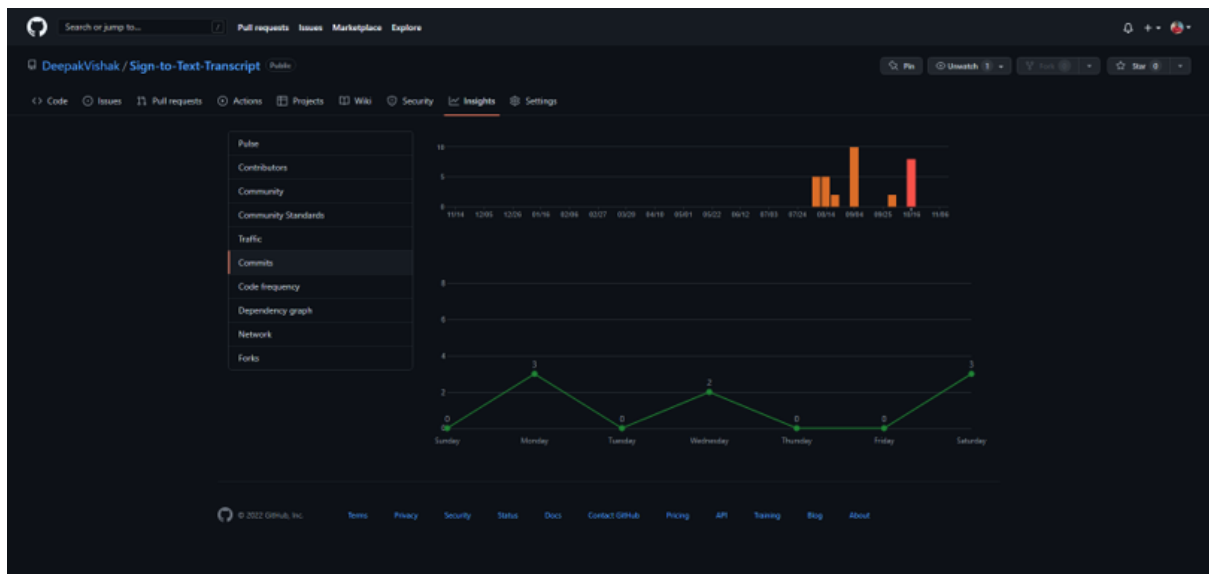 Search or jump to... /
Pull requests Issues Marketplace Explore
DeepakVishak / Sign-to-Text-Transcript Public
Pin Unwatch 1 Fork 0 Star 0
Code Issues Pull requests Actions Projects Wiki Security Insights Settings
Pulse
Contributors
Community
Community Standards
Traffic
Commits
Code frequency
Dependency graph
Network
Forks
10
5
0
11/14 12/05 12/26 01/16 02/06 02/27 03/20 04/10 05/01 05/22 06/12 07/03 07/24 08/14 09/04 09/25 10/16 11/06
8
6
4
2
0
0 3 0 2 0 0 3
Sunday Monday Tuesday Wednesday Thursday Friday Saturday
© 2022 GitHub, Inc. Terms Privacy Security Status Docs Contact GitHub Pricing API Training Blog About